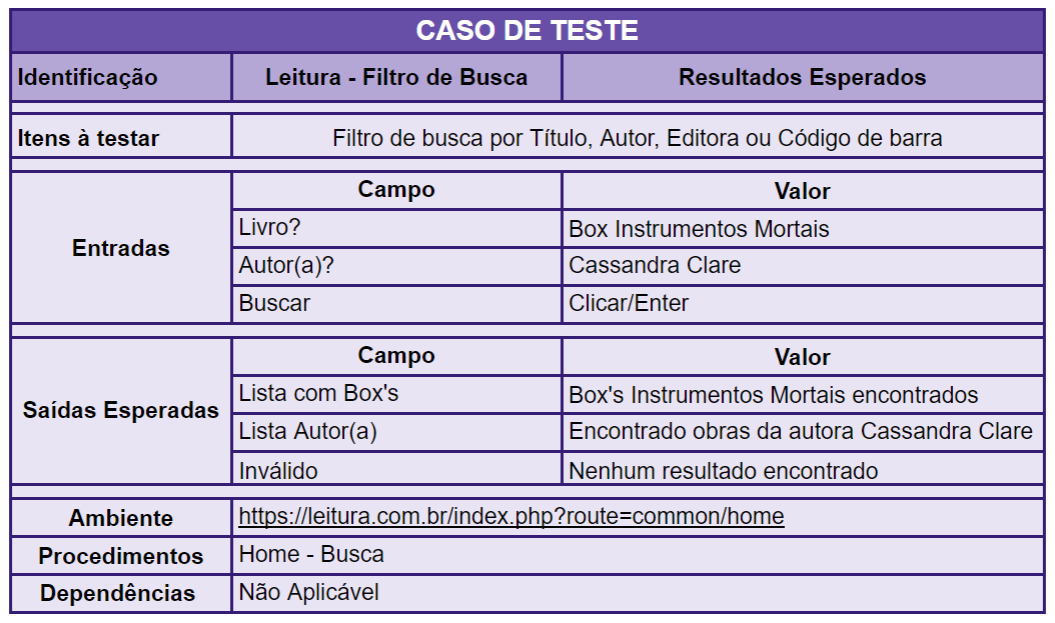 CASO DE TESTE
Identificação Leitura - Filtro de Busca Resultados Esperados
Itens à testar Filtro de busca por Título, Autor, Editora ou Código de barra
Entradas
Campo Valor
Livro? Box Instrumentos Mortais
Autor(a)? Cassandra Clare
Buscar Clicar/Enter
Saídas Esperadas
Campo Valor
Lista com Box's Box's Instrumentos Mortais encontrados
Lista Autor(a) Encontrado obras da autora Cassandra Clare
Inválido Nenhum resultado encontrado
Ambiente https://leitura.com.br/index.php?route=common/home
Procedimentos Home - Busca
Dependências Não Aplicável